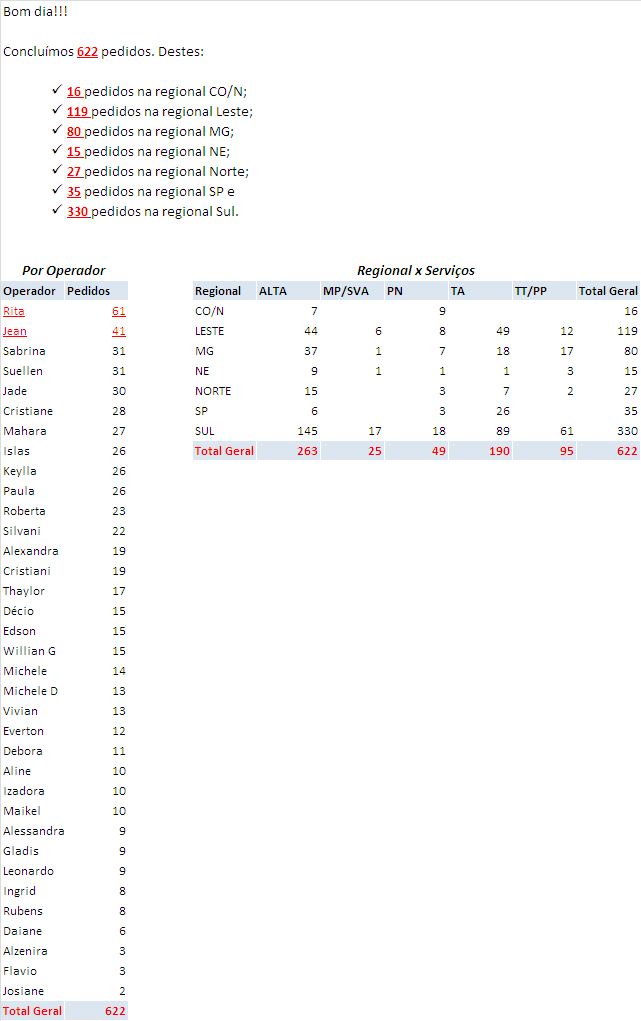 Bom dia!!!
Concluímos 622 pedidos. Destes:
✓ 16 pedidos na regional CO/N;
✓ 119 pedidos na regional Leste;
✓ 80 pedidos na regional MG;
✓ 15 pedidos na regional NE;
✓ 27 pedidos na regional Norte;
✓ 35 pedidos na regional SP e
✓ 330 pedidos na regional Sul.
Por Operador
Operador Pedidos
Rita 61
Jean 41
Sabrina 31
Suellen 31
Jade 30
Cristiane 28
Mahara 27
Islas 26
Keylla 26
Paula 26
Roberta 23
Silvani 22
Alexandra 19
Cristiani 19
Thaylor 17
Décio 15
Edson 15
Willian G 15
Michele 14
Michele D 13
Vivian 13
Everton 12
Debora 11
Aline 10
Izadora 10
Maikel 10
Alessandra 9
Gladis 9
Leonardo 9
Ingrid 8
Rubens 8
Daiane 6
Alzenira 3
Flavio 3
Josiane 2
Total Geral 622
Regional x Serviços
Regional ALTA MP/SVA PN TA TT/PP Total Geral
CO/N 7 9 16
LESTE 44 6 8 49 12 119
MG 37 1 7 18 17 80
NE 9 1 1 1 3 15
NORTE 15 3 7 2 27
SP 6 3 26 35
SUL 145 17 18 89 61 330
Total Geral 263 25 49 190 95 622